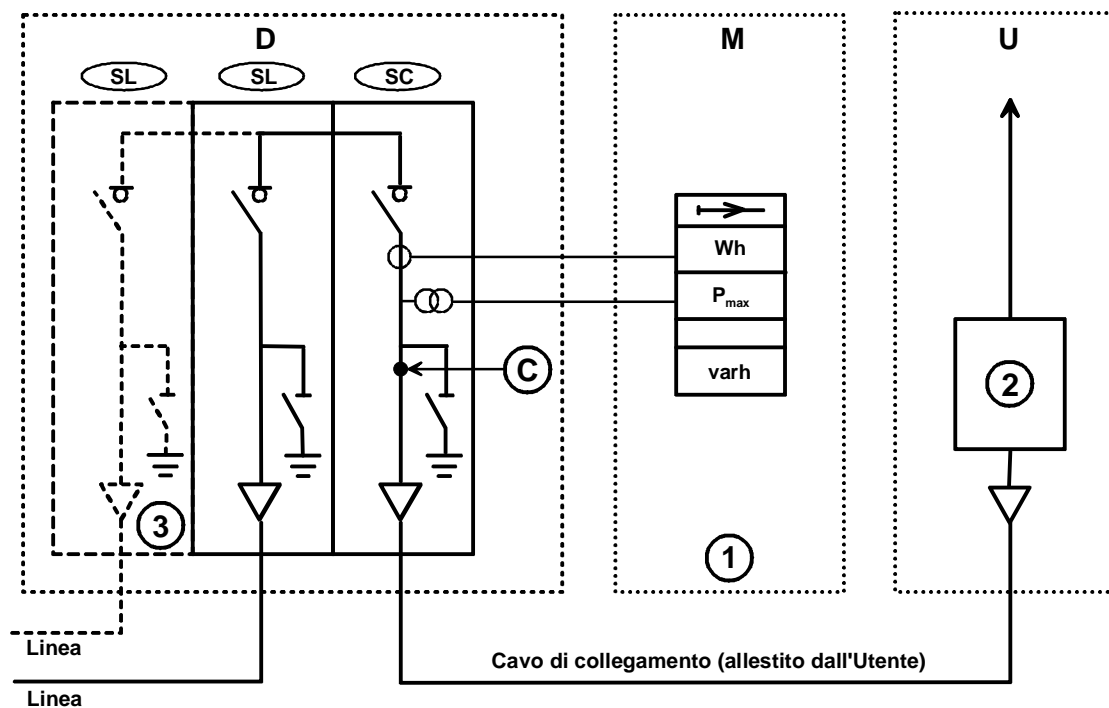 D
M
U
SL
SL
SC
Wh
Pmax
varh
C
2
3
1
Linea
Cavo di collegamento (allestito dall'Utente)
Linea